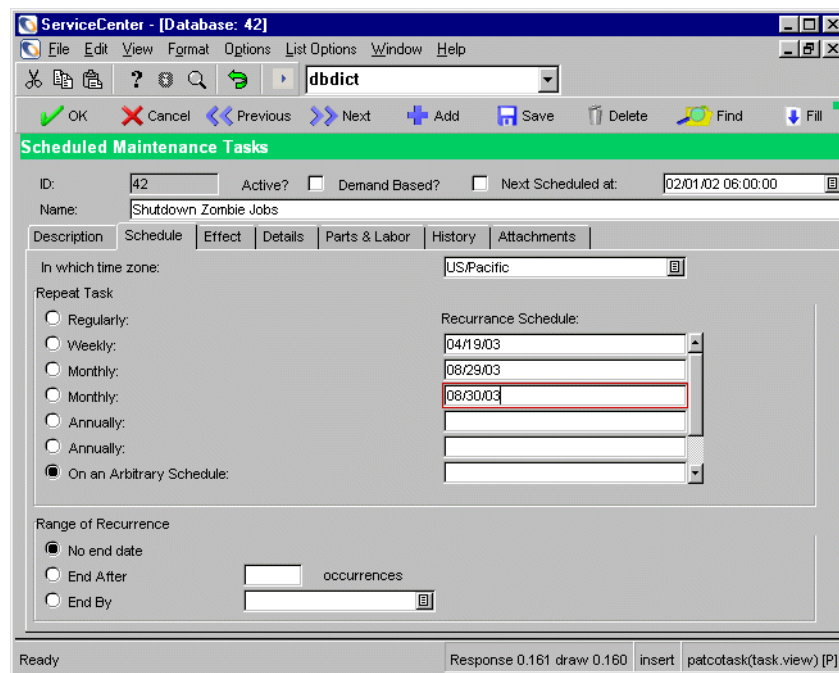 ServiceCenter - [Database: 42]
File Edit View Format Options List Options Window Help
dbdict
OK Cancel Previous Next Add Save Delete Find Fill
Scheduled Maintenance Tasks
ID: 42 Active? Demand Based? Next Scheduled at: 02/01/02 06:00:00
Name: Shutdown Zombie Jobs
Description Schedule Effect Details Parts & Labor History Attachments
In which time zone: US/Pacific
Repeat Task
Regularly: Recurrance Schedule:
Weekly: 04/19/03
Monthly: 08/29/03
Monthly: 08/30/03
Annually:
Annually:
On an Arbitrary Schedule:
Range of Recurrence
No end date
End After occurrences
End By
Ready Response 0.161 draw 0.160 insert patcotask(task.view) [P]